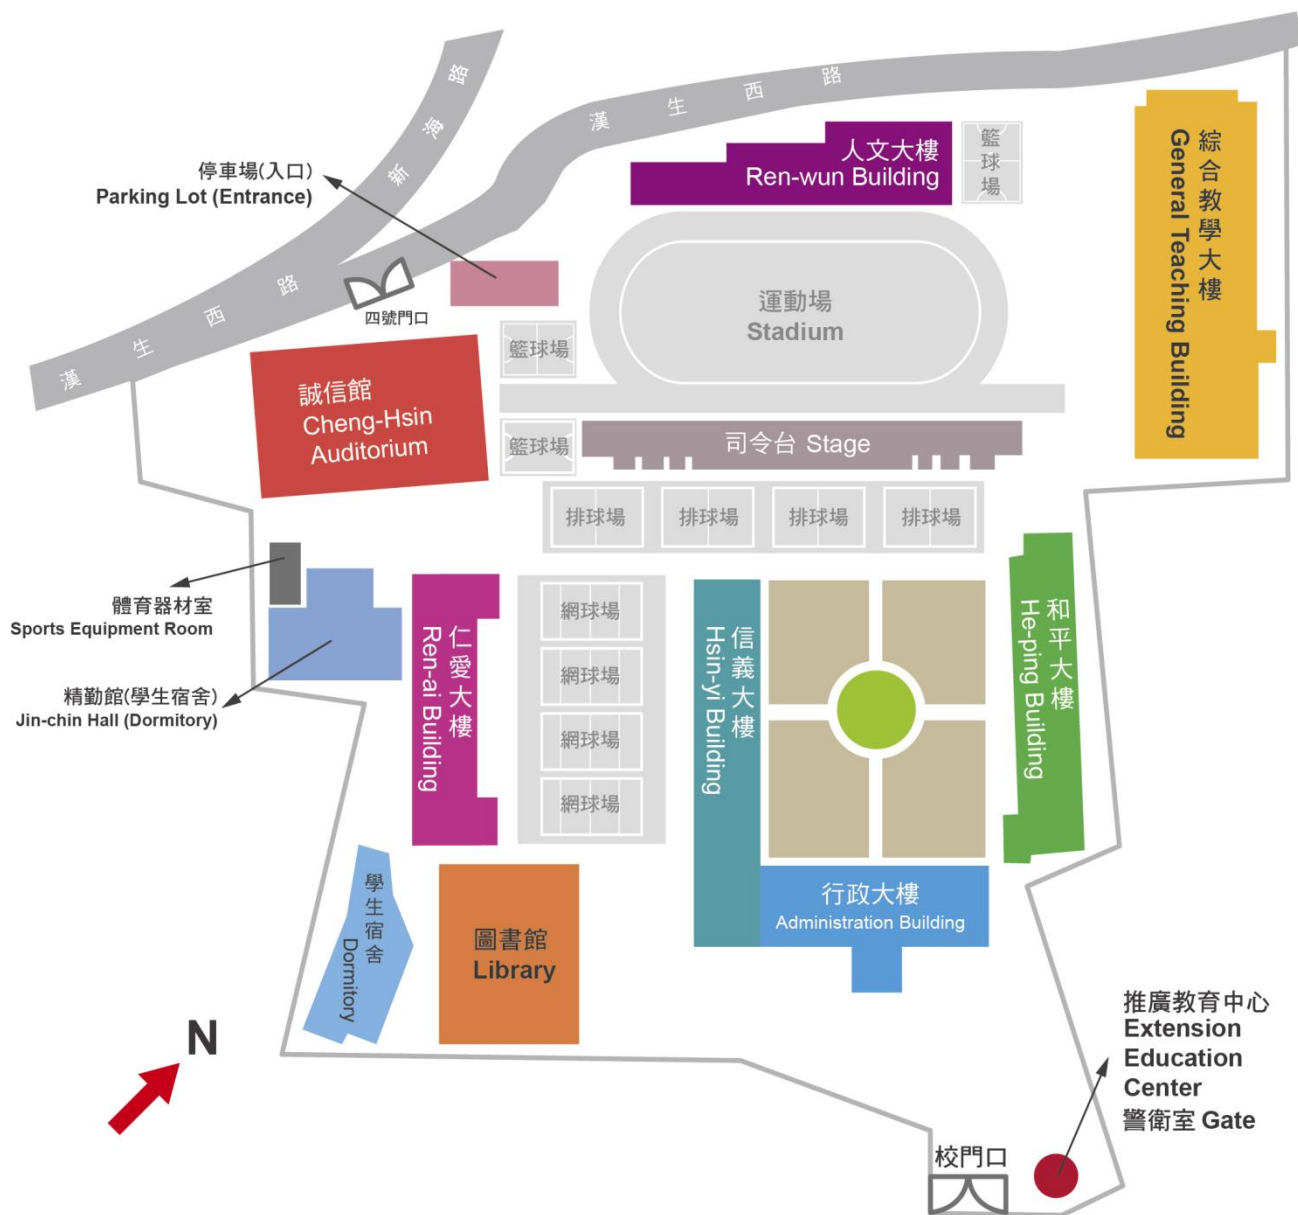 新海路
漢生西路
漢生西路
停車場(入口)
Parking Lot (Entrance)
四號門口
人文大樓
Ren-wun Building
籃球場
綜合教學大樓
General Teaching Building
運動場
Stadium
籃球場
誠信館
Cheng-Hsin
Auditorium
籃球場
司令台 Stage
排球場
排球場
排球場
排球場
體育器材室
Sports Equipment Room
精勤館(學生宿舍)
Jin-chin Hall (Dormitory)
仁愛大樓
Ren-ai Building
網球場
網球場
網球場
網球場
信義大樓
Hsin-yi Building
和平大樓
He-ping Building
學生宿舍
Dormitory
圖書館
Library
行政大樓
Administration Building
N
推廣教育中心
Extension
Education
Center
警衛室 Gate
校門口